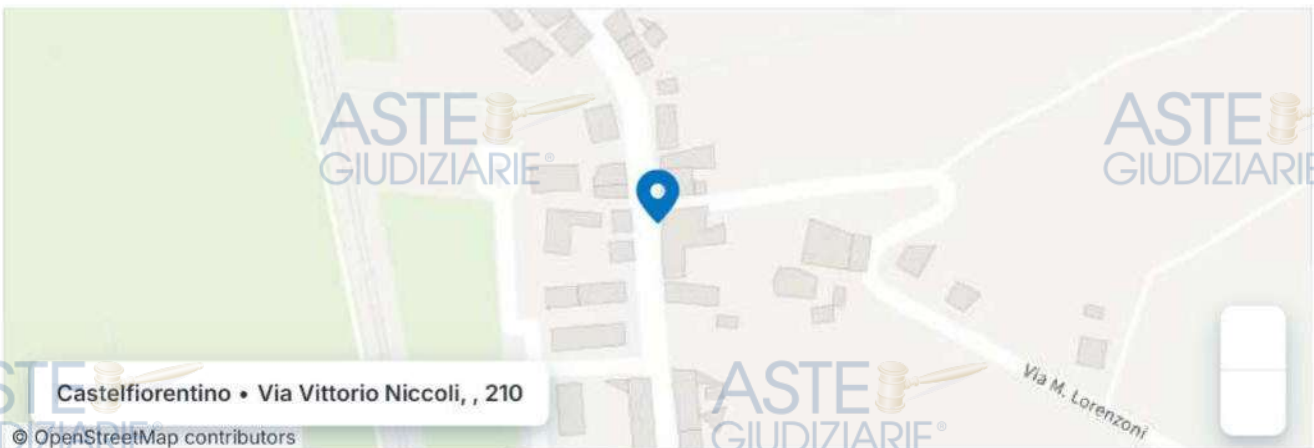 ASTE
GIUDIZIARIE®
ASTE
GIUDIZIARIE
Via M. Lorenzoni
ASTE
GIUDIZIARIE®
Castelfiorentino • Via Vittorio Niccoli, , 210
© OpenStreetMap contributors